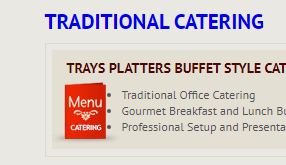 TRADITIONAL CATERING
TRAYS PLATTERS BUFFET STYLE CAT
Menu
CATERING
Traditional Office Catering
Gourmet Breakfast and Lunch Bu
Professional Setup and Presenta